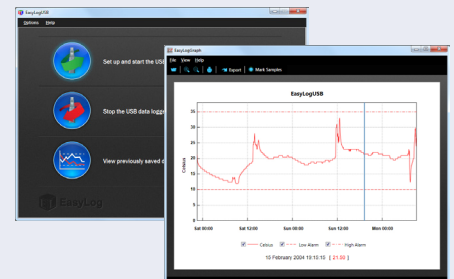 EasyLogUSB
Options Help
Set up and start the USB
Stop the USB data logge
View previously saved
EasyLog
EasyLogGraph
File View Help
Export Mark Samples
EasyLogUSB
Celsius
35
30
25
20
15
10
5
0
Sat 00:00 Sat 12:00 Sun 00:00 Sun 12:00 Mon 00:00
Celsius Low Alarm High Alarm
15 February 2004 19:15:15 [ 21.50 ]